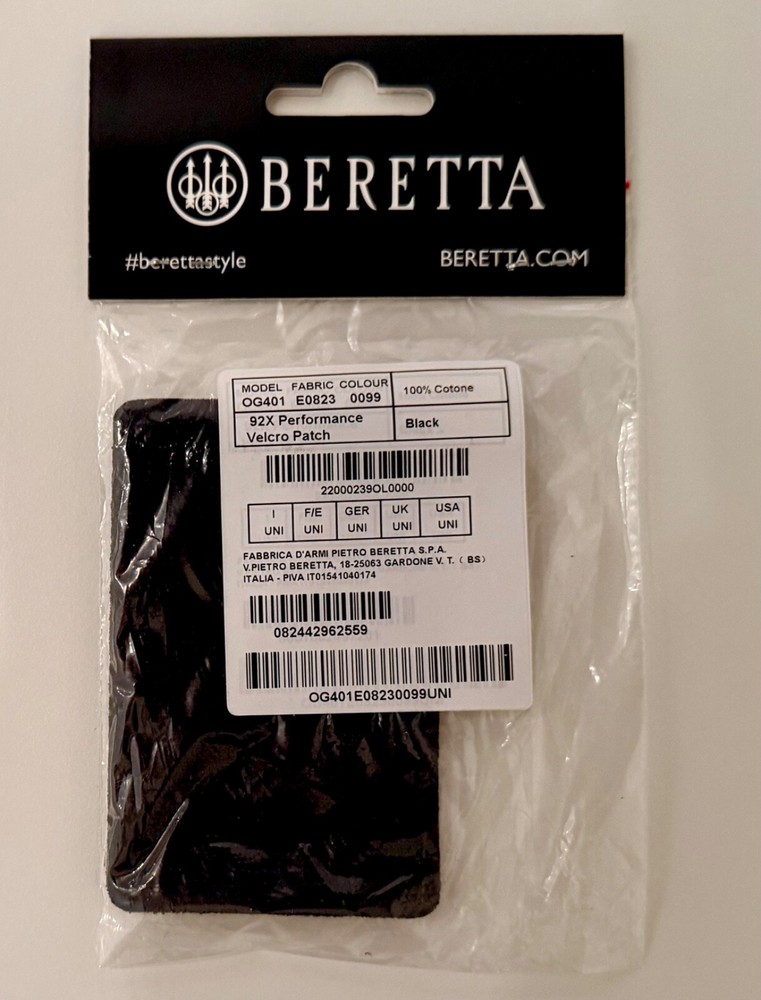 BERETTA
#berettastyle BERETTA.COM
MODEL FABRIC COLOUR 100% Cotone
OG401 E0823 0099
92X Performance Black
Velcro Patch
22000239OL0000
I F/E GER UK USA
UNI UNI UNI UNI UNI
FABBRICA D'ARMI PIETRO BERETTA S.P.A.
V.PIETRO BERETTA, 18-25063 GARDONE V. T. ( BS)
ITALIA - PIVA IT01541040174
082442962559
OG401E08230099UNI